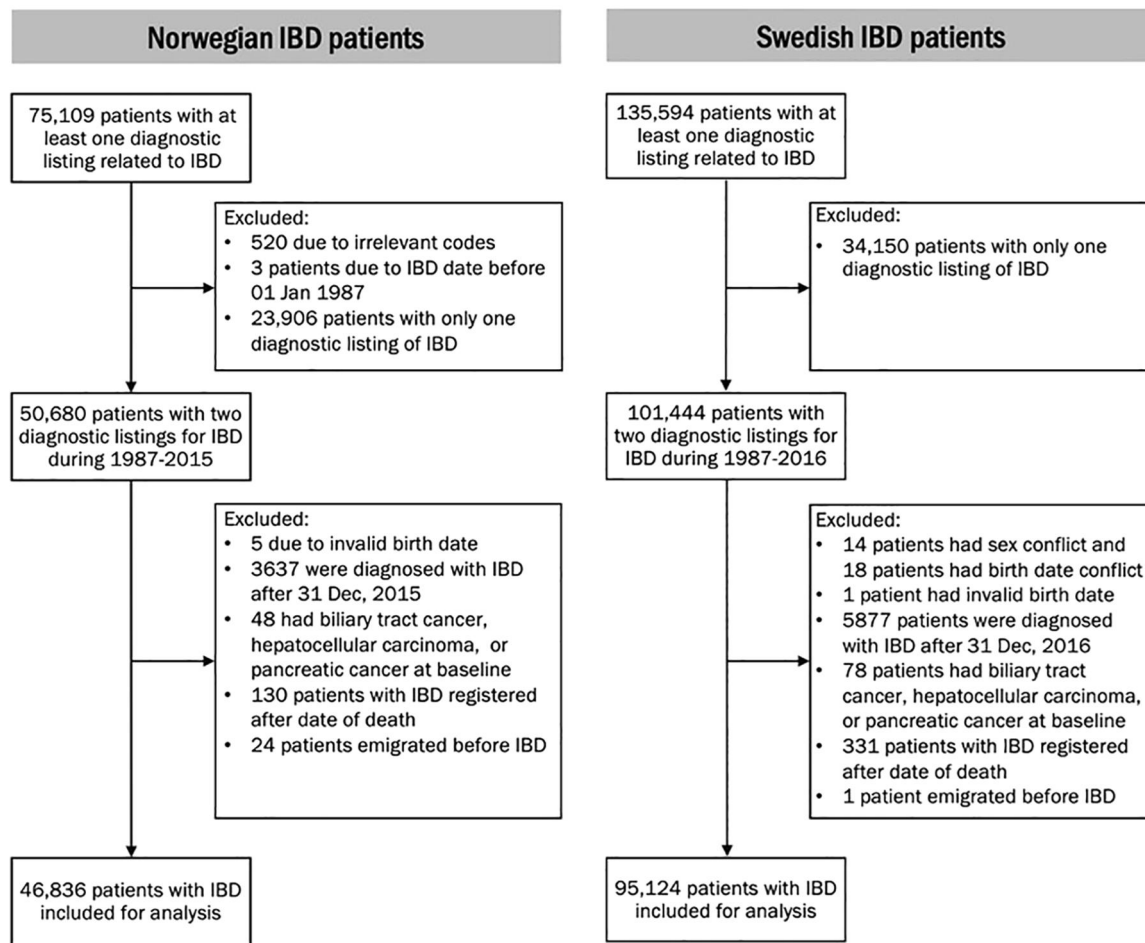 Norwegian IBD patients
75,109 patients with at
least one diagnostic
listing related to IBD
Excluded:
• 520 due to irrelevant codes
• 3 patients due to IBD date before
01 Jan 1987
• 23,906 patients with only one
diagnostic listing of IBD
50,680 patients with two
diagnostic listings for IBD
during 1987-2015
Excluded:
• 5 due to invalid birth date
• 3637 were diagnosed with IBD
after 31 Dec, 2015
• 48 had biliary tract cancer,
hepatocellular carcinoma, or
pancreatic cancer at baseline
• 130 patients with IBD registered
after date of death
• 24 patients emigrated before IBD
46,836 patients with IBD
included for analysis
Swedish IBD patients
135,594 patients with at
least one diagnostic
listing related to IBD
Excluded:
• 34,150 patients with only one
diagnostic listing of IBD
101,444 patients with
two diagnostic listings for
IBD during 1987-2016
Excluded:
• 14 patients had sex conflict and
18 patients had birth date conflict
• 1 patient had invalid birth date
• 5877 patients were diagnosed
with IBD after 31 Dec, 2016
• 78 patients had biliary tract
cancer, hepatocellular carcinoma,
or pancreatic cancer at baseline
• 331 patients with IBD registered
after date of death
• 1 patient emigrated before IBD
95,124 patients with IBD
included for analysis